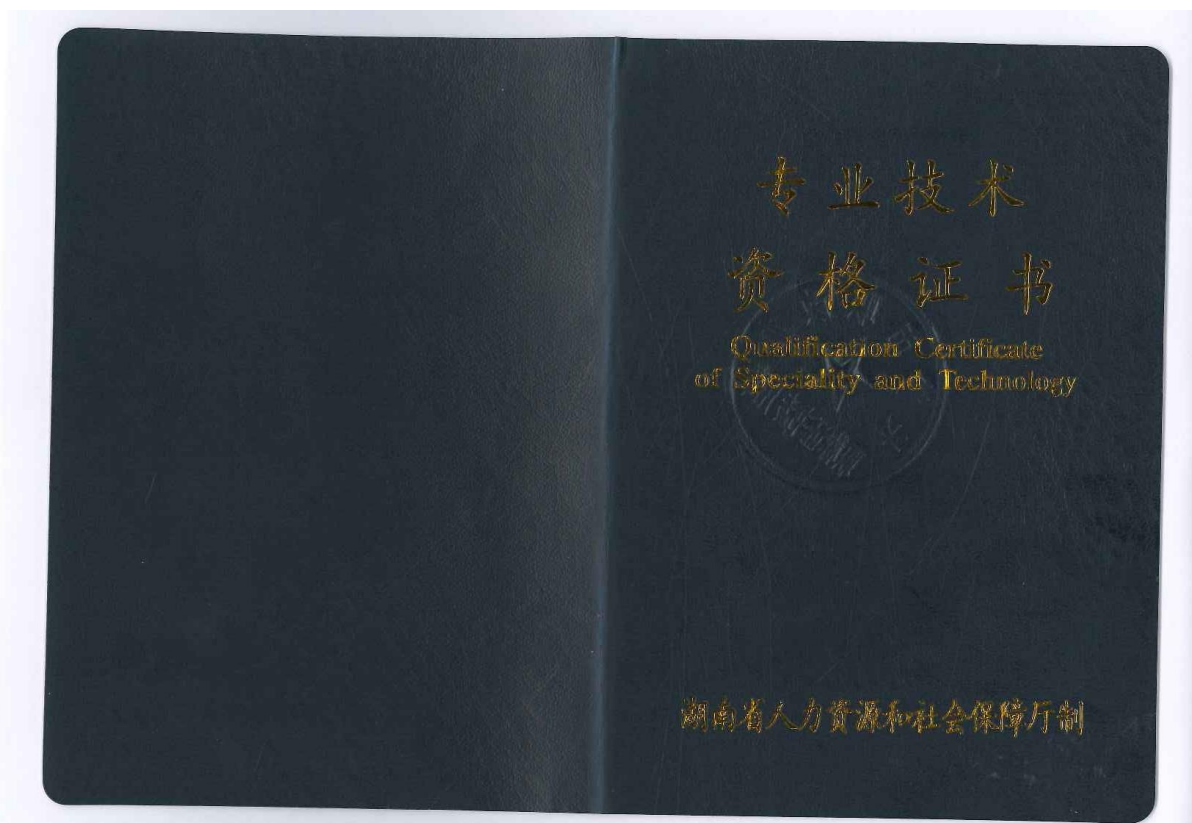 专业技术
资格证书
Qualification Certificate
of Speciality and Technology
湖南省人力资源和社会保障厅制